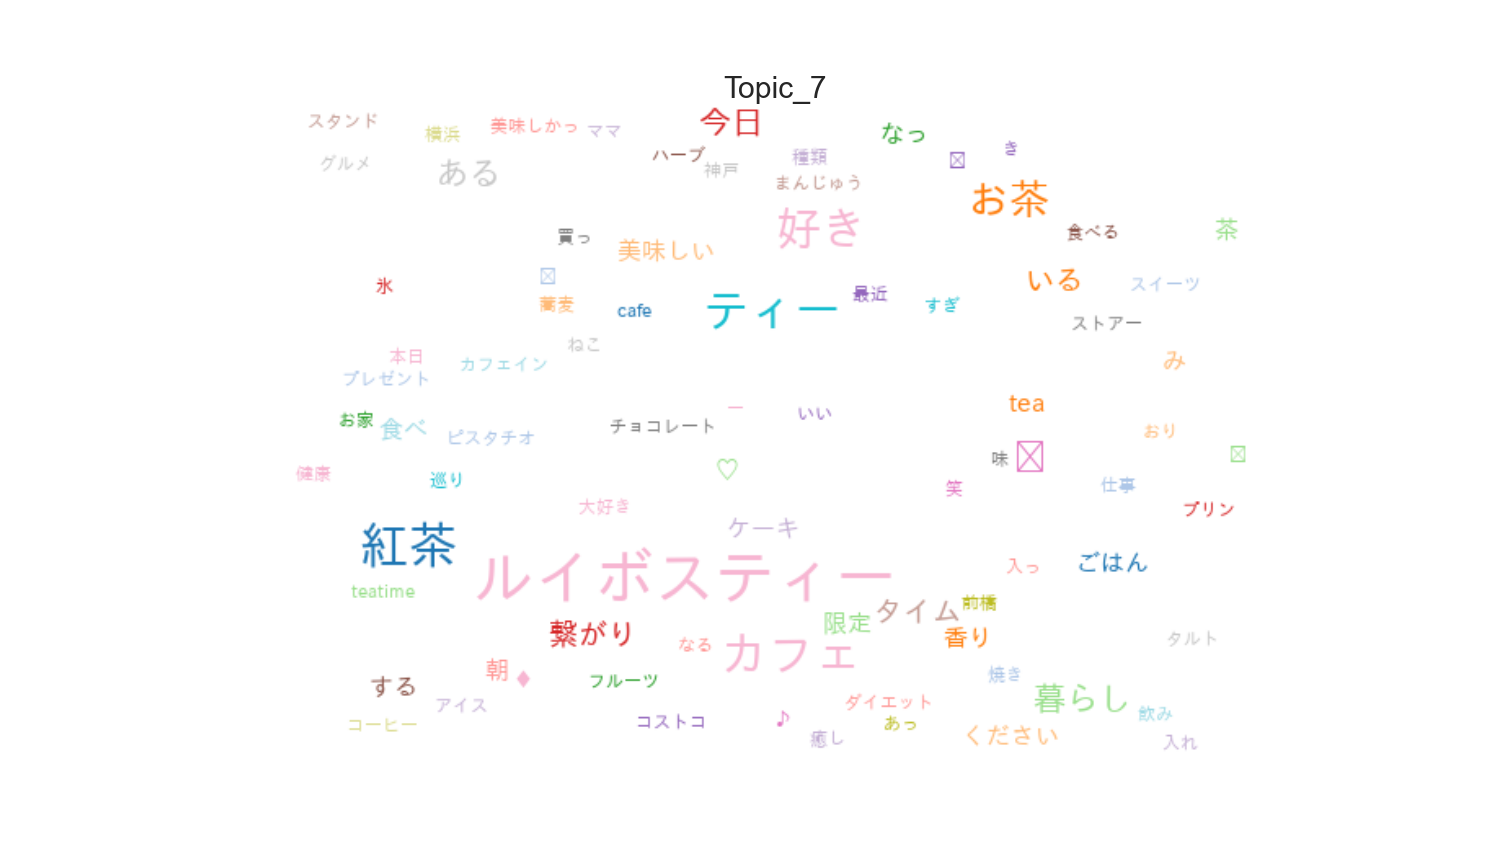 Topic_7
スタンド
横浜
美味しかっ
ママ
今日
なっ
グルメ
ある
ハーブ
神戸
種類
まんじゅう
き
お茶
好き
食べる
茶
買っ
美味しい
いる
スイーツ
氷
蕎麦
cafe
ティー
最近
すぎ
ストアー
ねこ
本日
カフェイン
プレゼント
み
tea
お家
食べ
ピスタチオ
チョコレート
ー
いい
おり
健康
巡り
♡
味
笑
仕事
プリン
大好き
ケーキ
紅茶
ルイボスティー
入っ
ごはん
teatime
限定
タイム
前橋
繋がり
なる
カフェ
香り
タルト
朝
♦
フルーツ
焼き
する
アイス
コーヒー
コストコ
♪
癒し
ダイエット
あっ
暮らし
飲み
ください
入れ